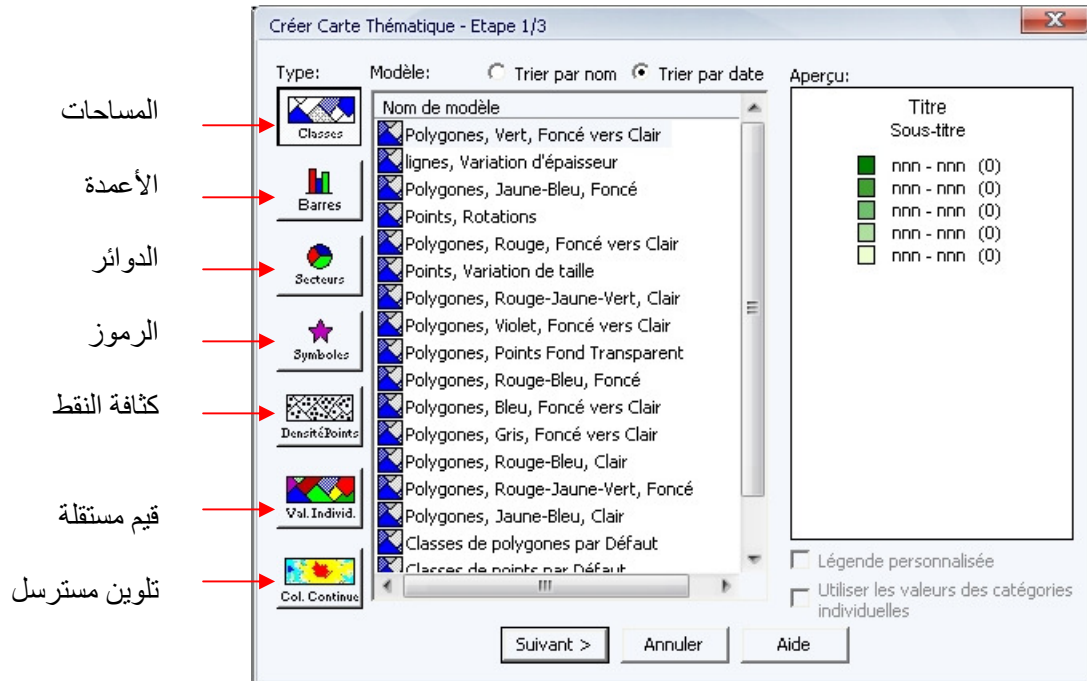 Créer Carte Thématique - Etape 1/3
Type:
Modèle:
Trier par nom
Trier par date
Aperçu:
المساحات
الأعمدة
الدوائر
الرموز
كثافة النقط
قيم مستقلة
تلوين مسترسل
Classes
Barres
Secteurs
Symboles
DensitéPoints
Val.Individ.
Col. Continue
Nom de modèle
Polygones, Vert, Foncé vers Clair
lignes, Variation d'épaisseur
Polygones, Jaune-Bleu, Foncé
Points, Rotations
Polygones, Rouge, Foncé vers Clair
Points, Variation de taille
Polygones, Rouge-Jaune-Vert, Clair
Polygones, Violet, Foncé vers Clair
Polygones, Points Fond Transparent
Polygones, Rouge-Bleu, Foncé
Polygones, Bleu, Foncé vers Clair
Polygones, Gris, Foncé vers Clair
Polygones, Rouge-Bleu, Clair
Polygones, Rouge-Jaune-Vert, Foncé
Polygones, Jaune-Bleu, Clair
Classes de polygones par Défaut
Classes de points par Défaut
Titre
Sous-titre
nnn - nnn (0)
nnn - nnn (0)
nnn - nnn (0)
nnn - nnn (0)
nnn - nnn (0)
Légende personnalisée
Utiliser les valeurs des catégories
individuelles
Suivant >
Annuler
Aide